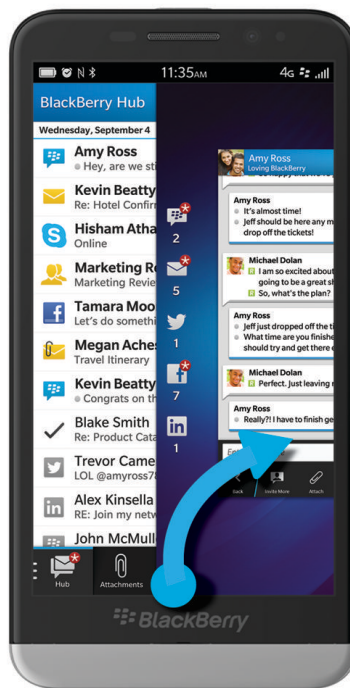 11:35AM
4G
BlackBerry Hub
Wednesday, September 4
Amy Ross
Hey, are we sti
Kevin Beatty
Re: Hotel Confir
Hisham Atha
Online
Marketing R
Marketing Revie
Tamara Moo
Let's do somethi
Megan Aches
Travel Itinerary
Kevin Beatty
Congrats on th
Blake Smith
Re: Product Cata
Trevor Came
LOL @amyross78
Alex Kinsella
RE: Join my netw
John McMull
Hub
Attachments
2
5
1
7
1
Amy Ross
Loving BlackBerry
Amy Ross
It's almost time!
Jeff should be here any m
drop off the tickets!
Michael Dolan
I am so excited about
going to be a great sh
So, what's the plan?
Amy Ross
Jeff just dropped off the ti
What time are you finishe
should try and get there e
Michael Dolan
Perfect. Just leaving
Amy Ross
Really?! I have to finish ge
Back
Invite More
Attach
BlackBerry